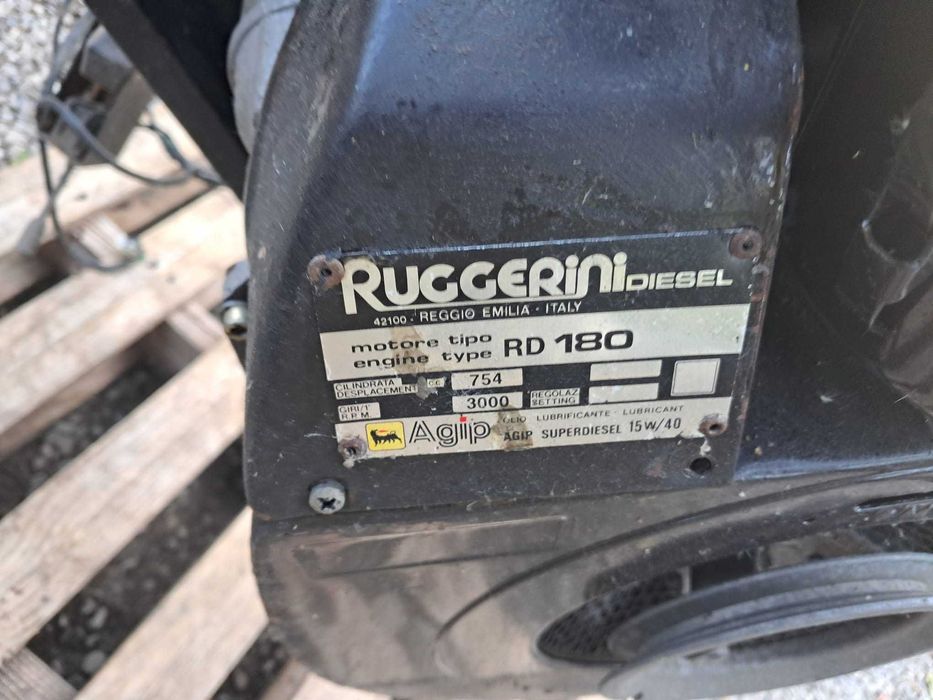 RUGGERINI DIESEL
42100 · REGGIO EMILIA · ITALY
motore tipo
engine type RD 180
CILINDRATA
DISPLACEMENT cc 754
GIRI/1'
R.P.M. 3000
REGOLAZ
SETTING
Agip
OLIO LUBRIFICANTE - LUBRICANT
AGIP SUPERDIESEL 15W/40